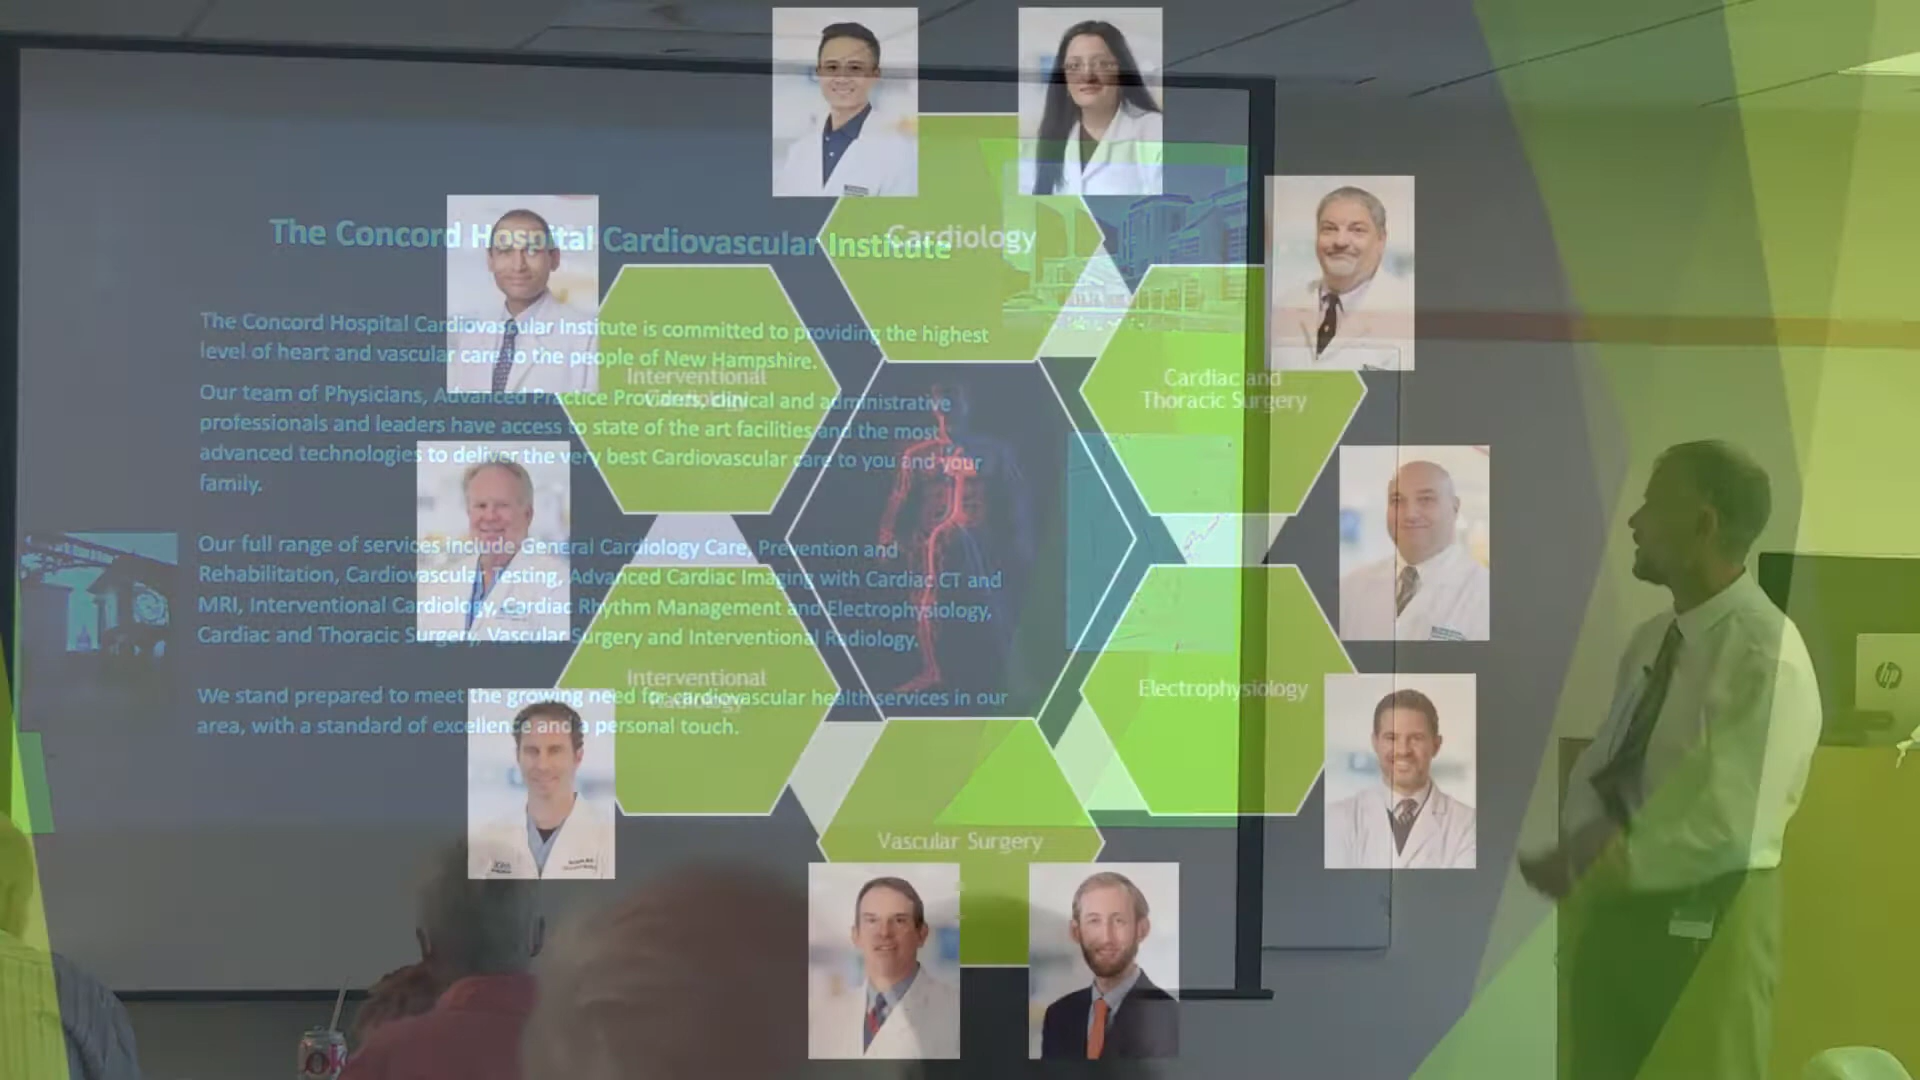 The Concord Hospital Cardiovascular Institute
Cardiology
The Concord Hospital Cardiovascular Institute is committed to providing the highest
level of heart and vascular care to the people of New Hampshire.
Interventional
Cardiology
Cardiac and
Thoracic Surgery
Our team of Physicians, Advanced Practice Providers, clinical and administrative
professionals and leaders have access to state of the art facilities and the most
advanced technologies to deliver the very best Cardiovascular care to you and your
family.
Our full range of services include General Cardiology Care, Prevention and
Rehabilitation, Cardiovascular Testing, Advanced Cardiac Imaging with Cardiac CT and
MRI, Interventional Cardiology, Cardiac Rhythm Management and Electrophysiology,
Cardiac and Thoracic Surgery, Vascular Surgery and Interventional Radiology.
Interventional
Radiology
Electrophysiology
We stand prepared to meet the growing need for cardiovascular health services in our
area, with a standard of excellence and a personal touch.
Vascular Surgery
hp